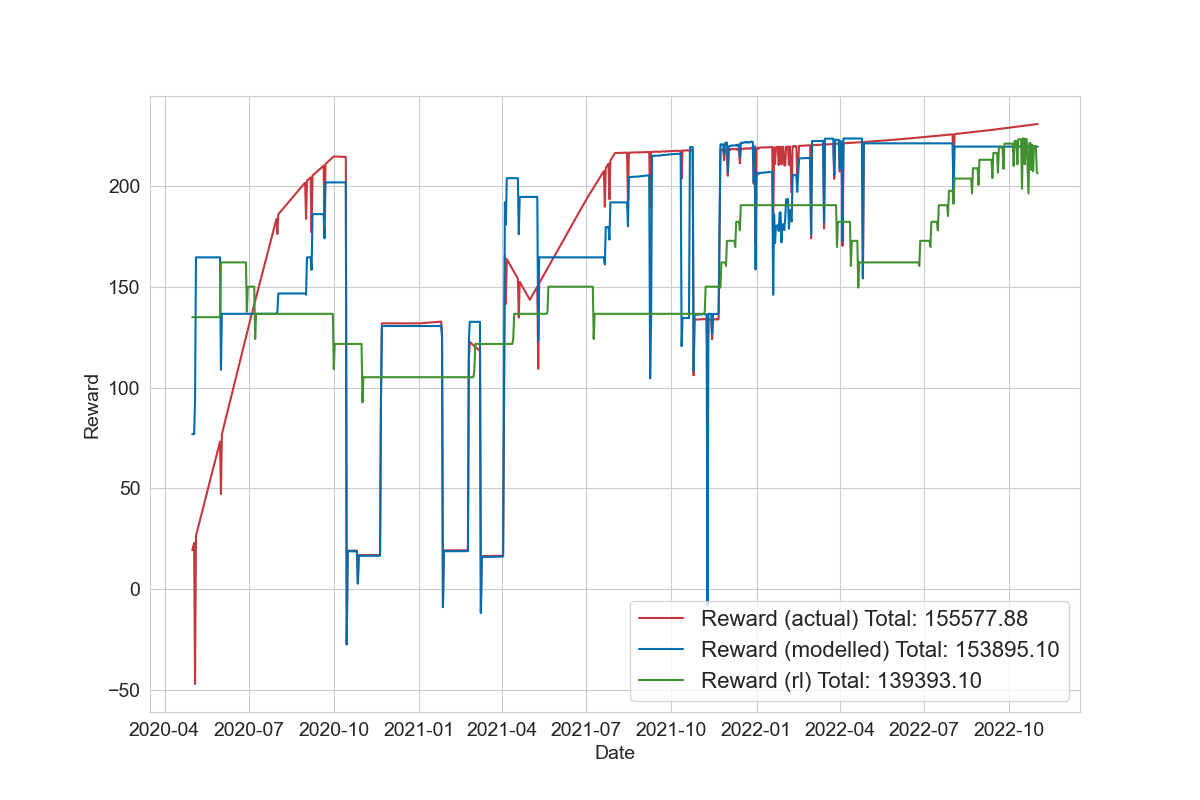 200
150
100
50
0
−50
Reward
2020-04 2020-07 2020-10 2021-01 2021-04 2021-07 2021-10 2022-01 2022-04 2022-07 2022-10
Date
Reward (actual) Total: 155577.88
Reward (modelled) Total: 153895.10
Reward (rl) Total: 139393.10